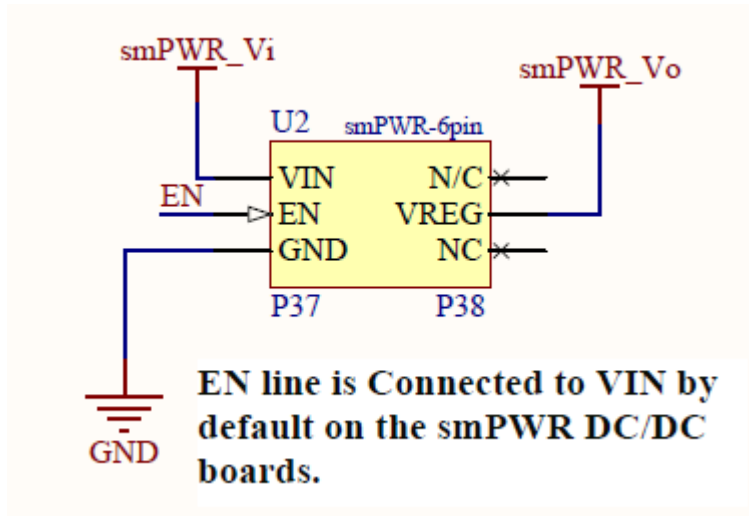 smPWR_Vi
smPWR_Vo
U2 smPWR-6pin
VIN N/C
EN
EN VREG
GND NC
P37 P38
GND
EN line is Connected to VIN by
default on the smPWR DC/DC
boards.